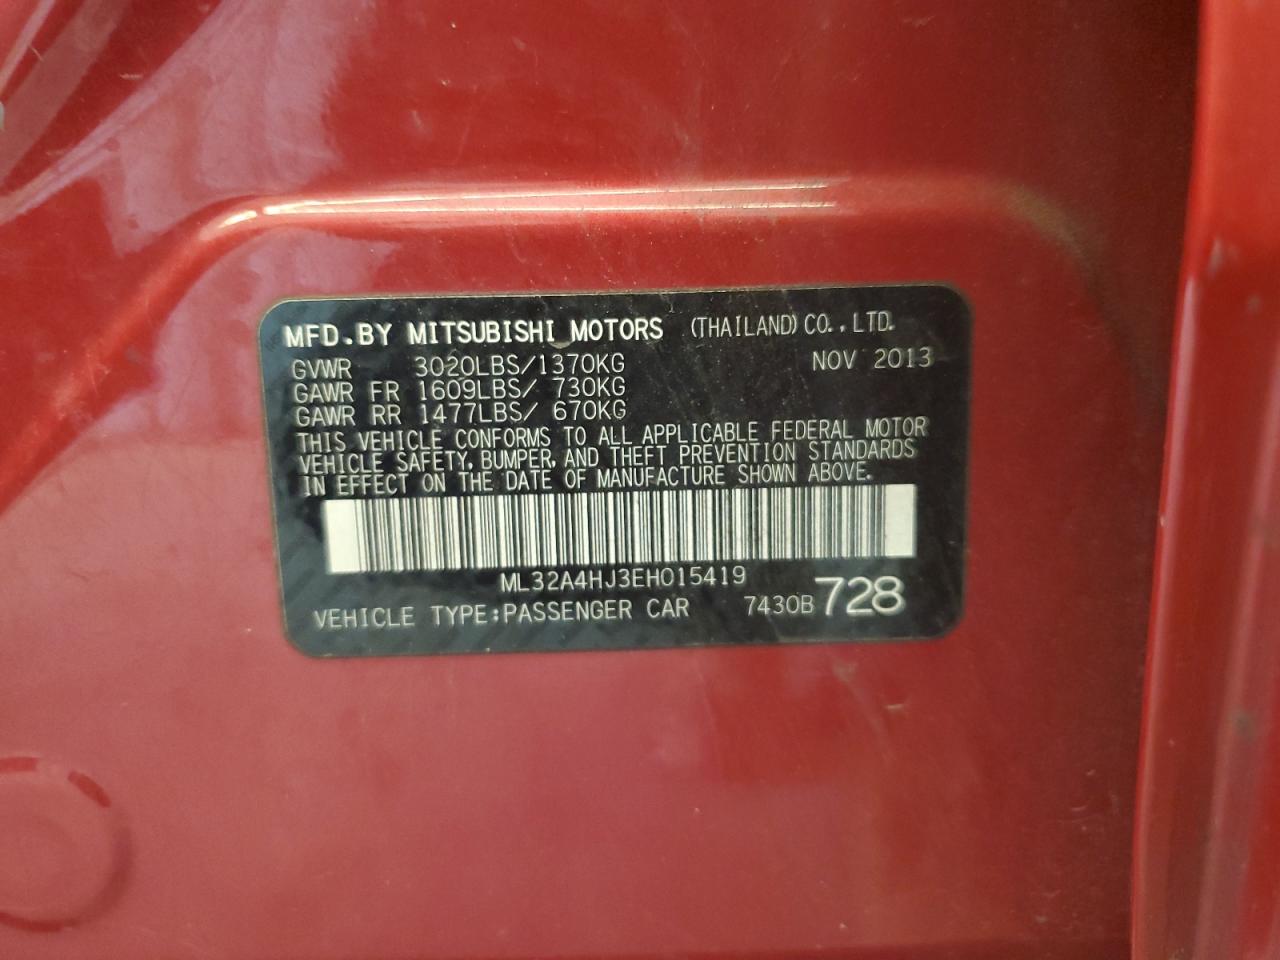 MFD.BY MITSUBISHI MOTORS (THAILAND) CO., LTD.
GVWR 3020LBS/1370KG NOV 2013
GAWR FR 1609LBS/ 730KG
GAWR RR 1477LBS/ 670KG
THIS VEHICLE CONFORMS TO ALL APPLICABLE FEDERAL MOTOR
VEHICLE SAFETY, BUMPER, AND THEFT PREVENTION STANDARDS
IN EFFECT ON THE DATE OF MANUFACTURE SHOWN ABOVE.
ML32A4HJ3EH015419
VEHICLE TYPE:PASSENGER CAR 7430B 728